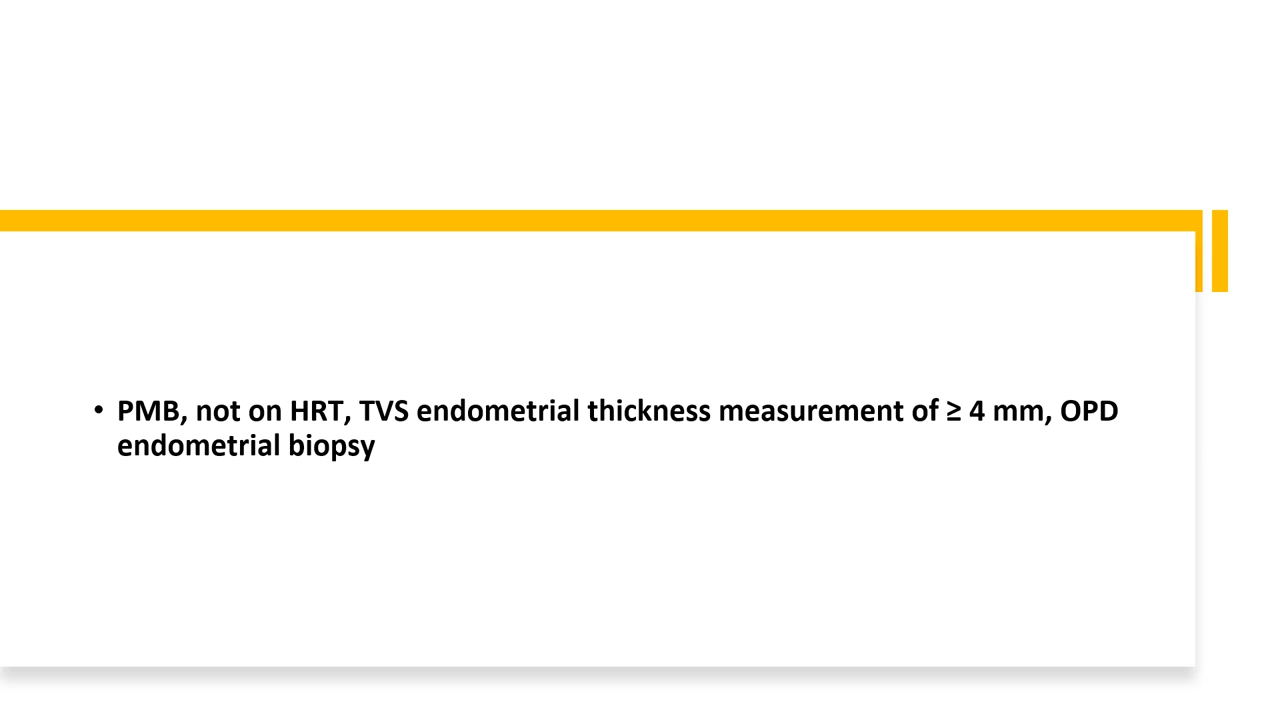 • PMB, not on HRT, TVS endometrial thickness measurement of ≥ 4 mm, OPD
endometrial biopsy